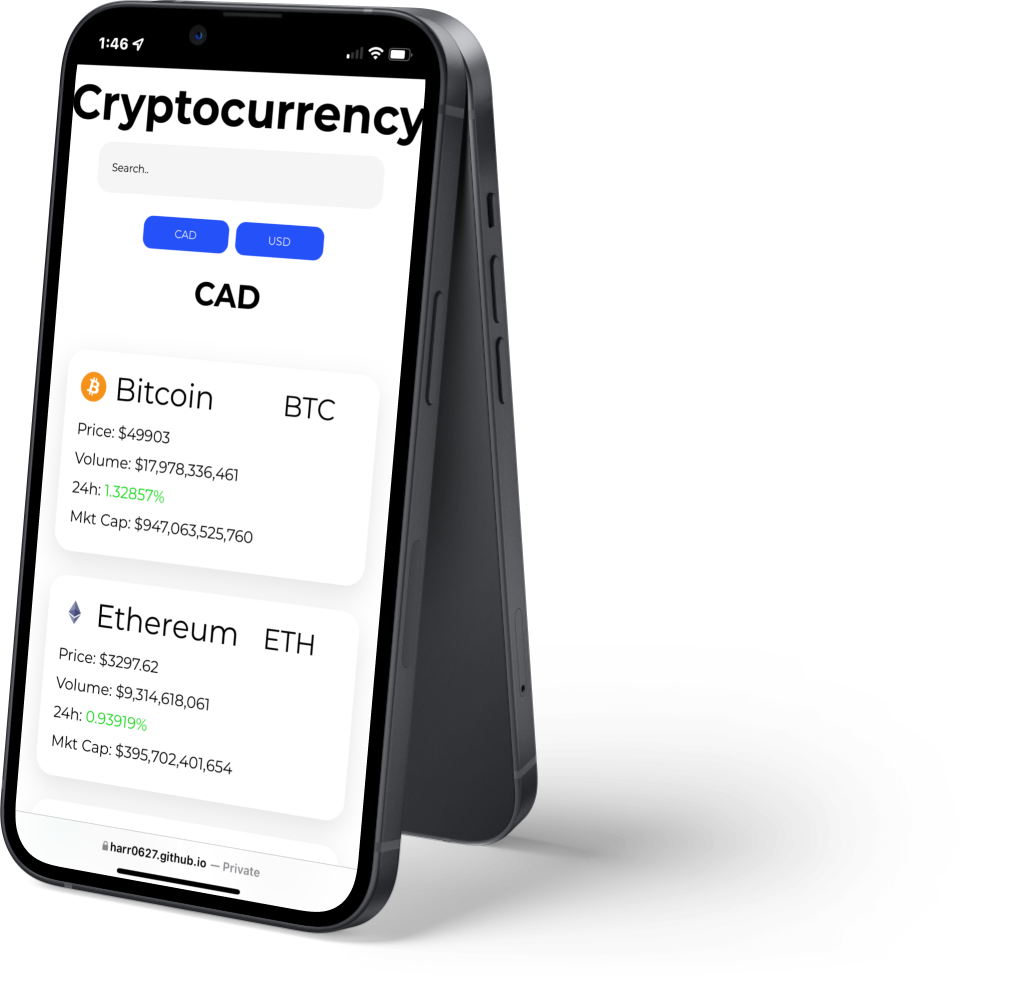 1:46
Cryptocurrency
Search..
CAD USD
CAD
Bitcoin BTC
Price: $49903
Volume: $17,978,336,461
24h: 1.32857%
Mkt Cap: $947,063,525,760
Ethereum ETH
Price: $3297.62
Volume: $9,314,618,061
24h: 0.93919%
Mkt Cap: $395,702,401,654
harr0627.github.io — Private